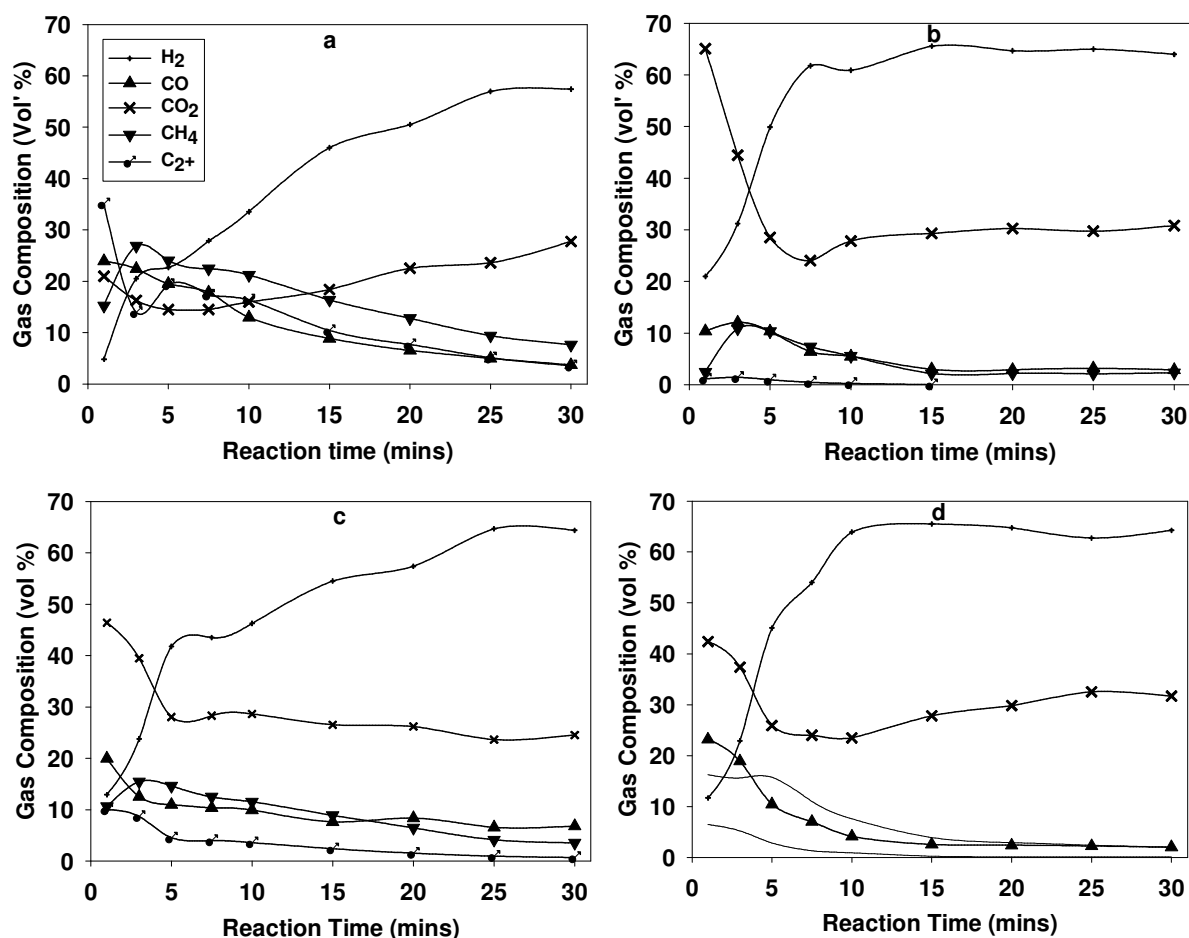 a
H2
CO
CO2
CH4
C2+
Gas Composition (Vol' %)
70
60
50
40
30
20
10
0
0 5 10 15 20 25 30
Reaction time (mins)
b
Gas Composition (vol' %)
70
60
50
40
30
20
10
0
0 5 10 15 20 25 30
Reaction time (mins)
c
Gas Composition (vol %)
70
60
50
40
30
20
10
0
0 5 10 15 20 25 30
Reaction Time (mins)
d
Gas Composition (vol %)
70
60
50
40
30
20
10
0
0 5 10 15 20 25 30
Reaction Time (mins)